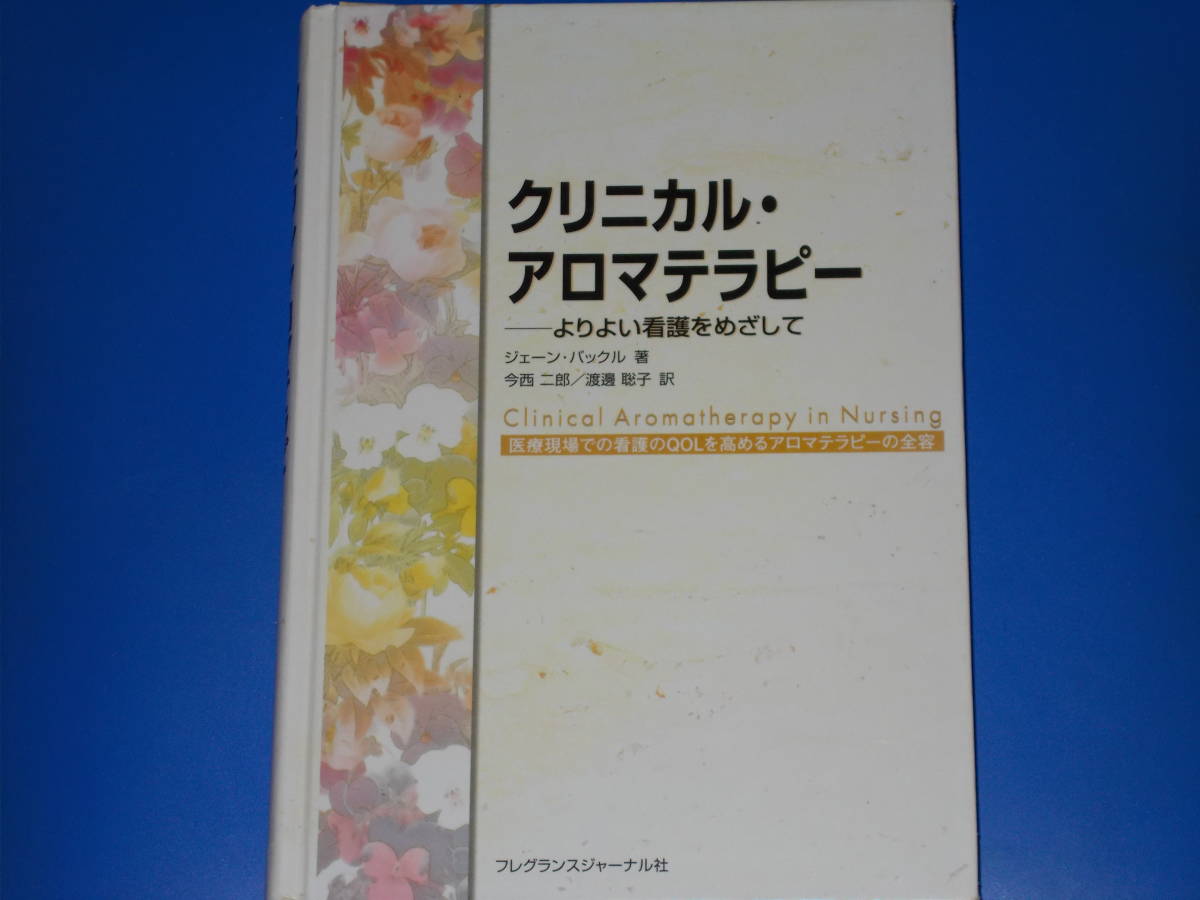 クリニカル・
アロマテラピー
――よりよい看護をめざして
ジェーン・バックル 著
今西 二郎／渡邊 聡子 訳
Clinical Aromatherapy in Nursing
医療現場での看護のQOLを高めるアロマテラピーの全容
フレグランスジャーナル社